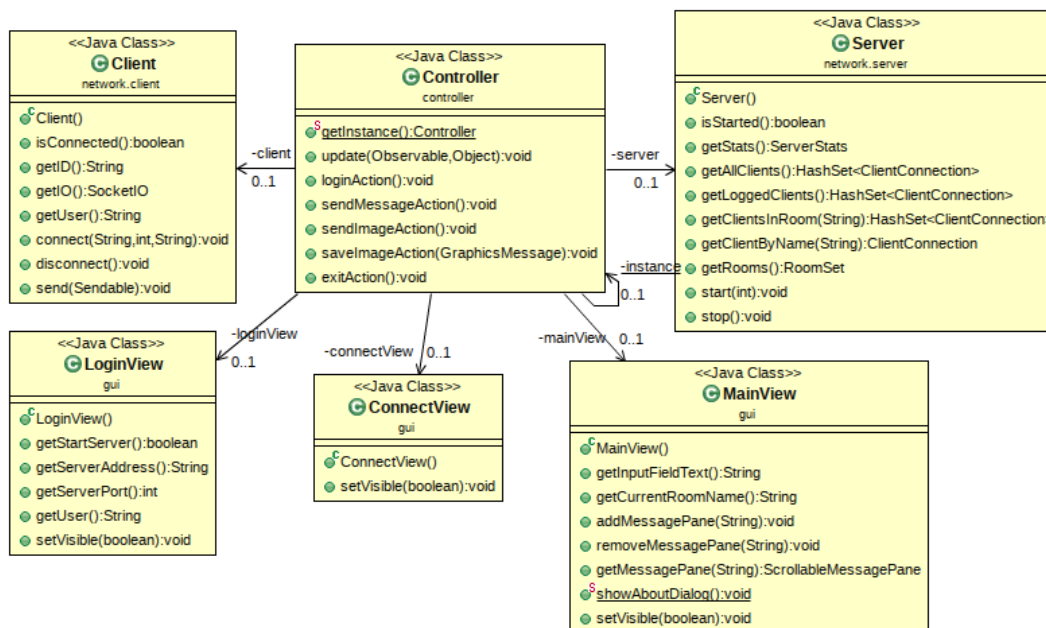 <<Java Class>>
Client
network.client
Client()
isConnected():boolean
getID():String
getIO():SocketIO
getUser():String
connect(String,int,String):void
disconnect():void
send(Sendable):void
-client
0..1
<<Java Class>>
Controller
controller
getInstance():Controller
update(Observable,Object):void
loginAction():void
sendMessageAction():void
sendImageAction():void
saveImageAction(GraphicsMessage):void
exitAction():void
-server
0..1
-instance
0..1
<<Java Class>>
Server
network.server
Server()
isStarted():boolean
getStats():ServerStats
getAllClients():HashSet<ClientConnection>
getLoggedClients():HashSet<ClientConnection>
getClientsInRoom(String):HashSet<ClientConnection>
getClientByName(String):ClientConnection
getRooms():RoomSet
start(int):void
stop():void
-loginView
0..1
-connectView
0..1
-mainView
0..1
<<Java Class>>
LoginView
gui
LoginView()
getStartServer():boolean
getServerAddress():String
getServerPort():int
getUser():String
setVisible(boolean):void
<<Java Class>>
ConnectView
gui
ConnectView()
setVisible(boolean):void
<<Java Class>>
MainView
gui
MainView()
getInputFieldText():String
getCurrentRoomName():String
addMessagePane(String):void
removeMessagePane(String):void
getMessagePane(String):ScrollableMessagePane
showAboutDialog():void
setVisible(boolean):void